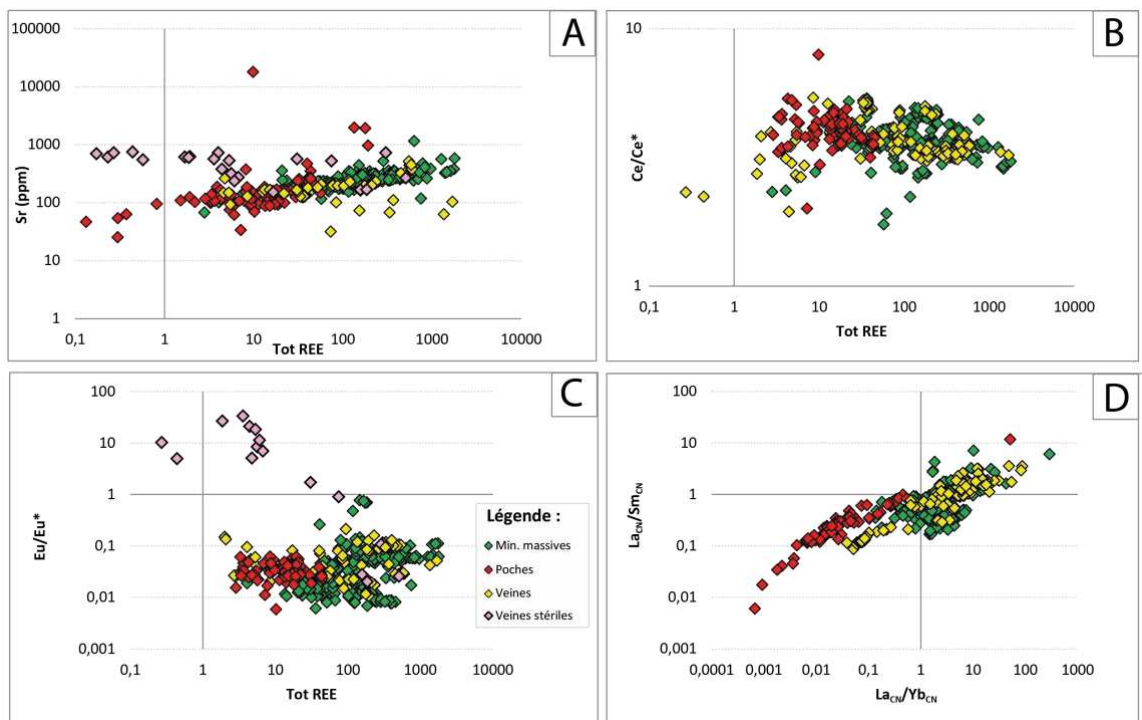 A
100000
10000
1000
100
10
1
Sr (ppm)
0,1 1 10 100 1000 10000
Tot REE
B
10
1
Ce/Ce*
0,1 1 10 100 1000 10000
Tot REE
C
100
10
1
0,1
0,01
0,001
Eu/Eu*
0,1 1 10 100 1000 10000
Tot REE
Légende :
Min. massives
Poches
Veines
Veines stériles
D
100
10
1
0,1
0,01
0,001
LaCN/SmCN
0,0001 0,001 0,01 0,1 1 10 100 1000
LaCN/YbCN